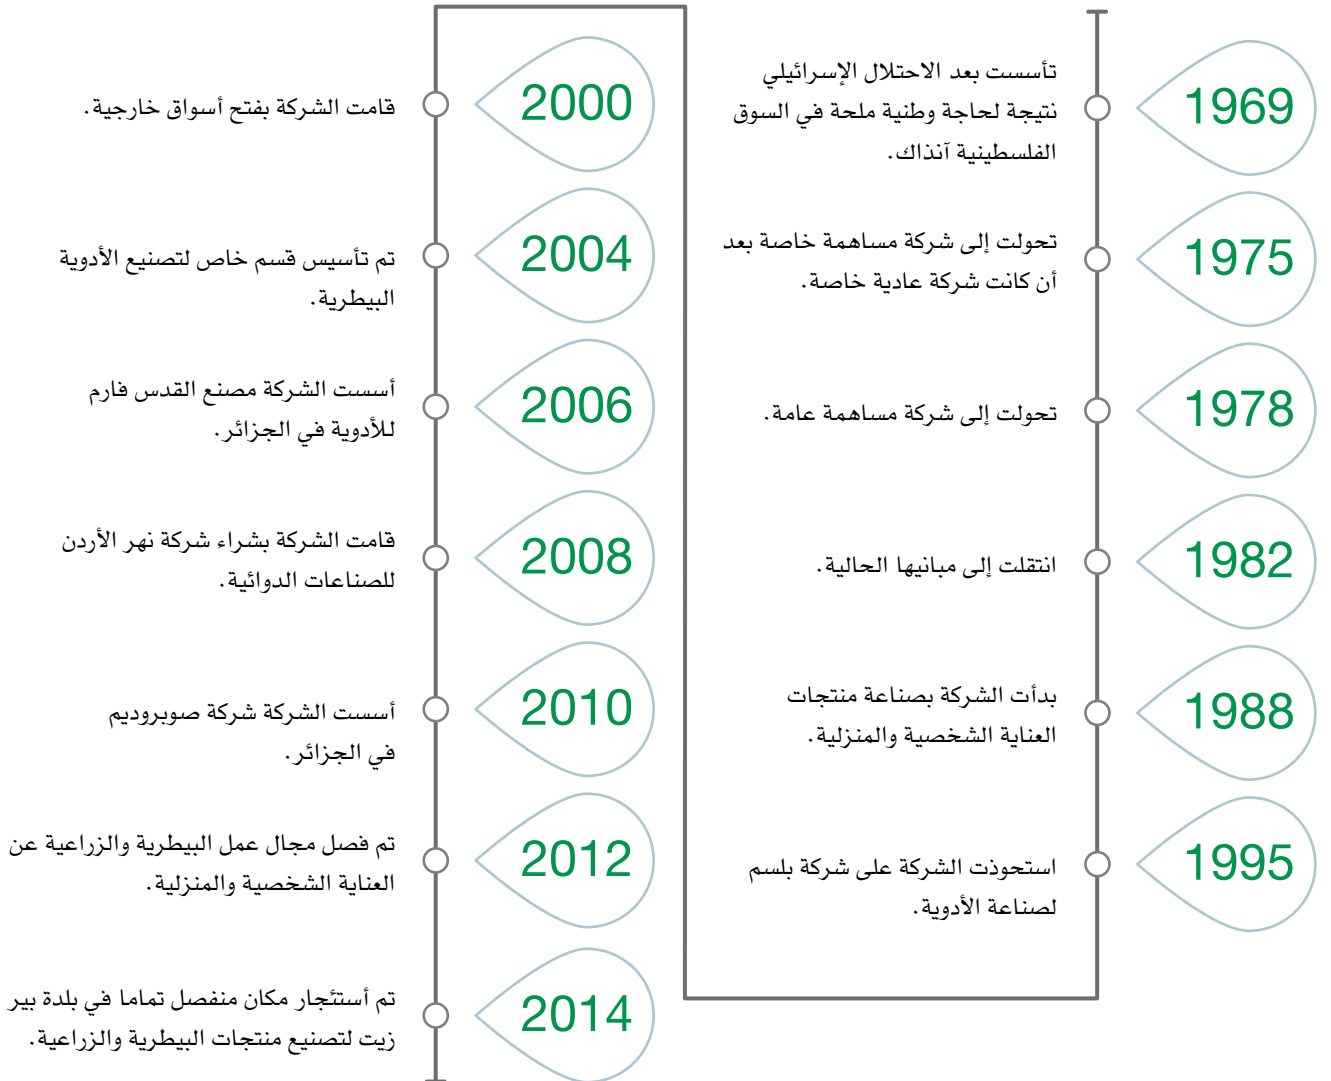 1969
تأسست بعد الاحتلال الإسرائيلي
نتيجة لحاجة وطنية ملحة في السوق
الفلسطينية آنذاك.
1975
تحولت إلى شركة مساهمة خاصة بعد
أن كانت شركة عادية خاصة.
1978
تحولت إلى شركة مساهمة عامة.
1982
انتقلت إلى مبانيها الحالية.
1988
بدأت الشركة بصناعة منتجات
العناية الشخصية والمنزلية.
1995
استحوذت الشركة على شركة بلسم
لصناعة الأدوية.
2000
قامت الشركة بفتح أسواق خارجية.
2004
تم تأسيس قسم خاص لتصنيع الأدوية
البيطرية.
2006
أسست الشركة مصنع القدس فارم
للأدوية في الجزائر.
2008
قامت الشركة بشراء شركة نهر الأردن
للصناعات الدوائية.
2010
أسست الشركة شركة صوبروديم
في الجزائر.
2012
تم فصل مجال عمل البيطرية والزراعية عن
العناية الشخصية والمنزلية.
2014
تم أستئجار مكان منفصل تماما في بلدة بير
زيت لتصنيع منتجات البيطرية والزراعية.